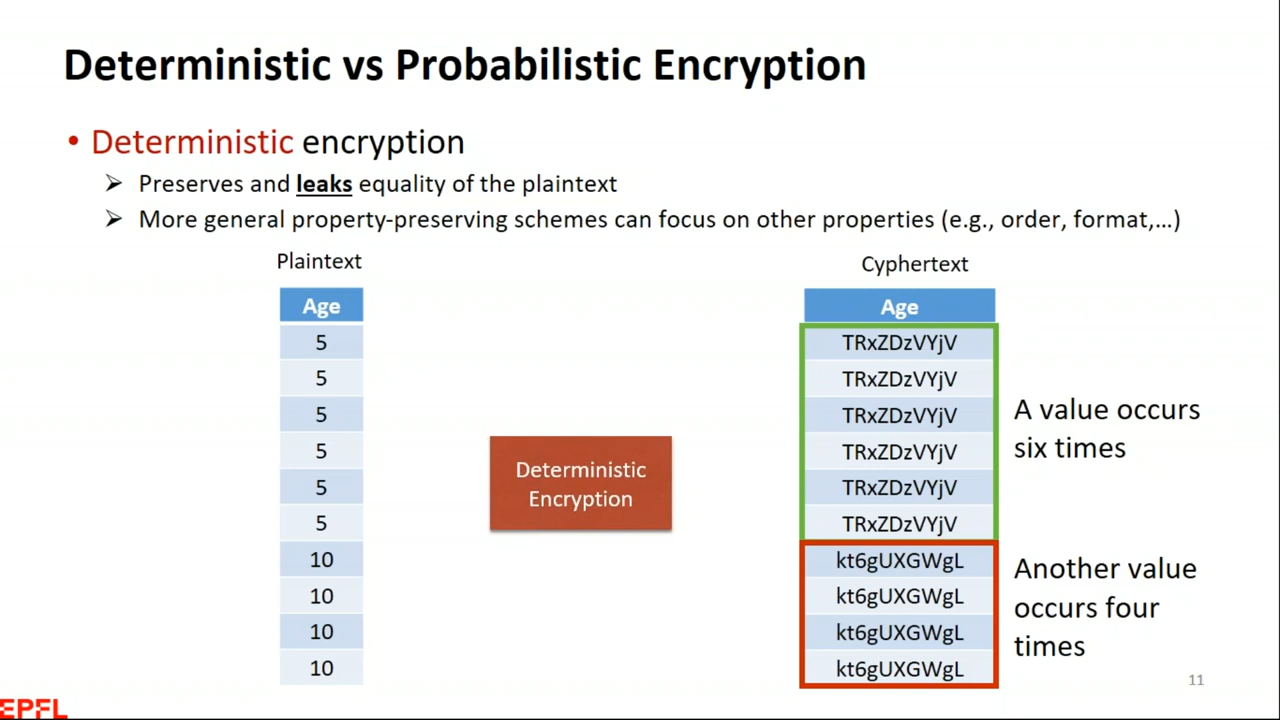 Deterministic vs Probabilistic Encryption
• Deterministic encryption
➢ Preserves and leaks equality of the plaintext
➢ More general property-preserving schemes can focus on other properties (e.g., order, format,…)
Plaintext
Age
5
5
5
5
5
5
10
10
10
10
Deterministic
Encryption
Cyphertext
Age
TRxZDzVYjV
TRxZDzVYjV
TRxZDzVYjV
TRxZDzVYjV
TRxZDzVYjV
TRxZDzVYjV
kt6gUXGWgL
kt6gUXGWgL
kt6gUXGWgL
kt6gUXGWgL
A value occurs
six times
Another value
occurs four
times
11
EPFL